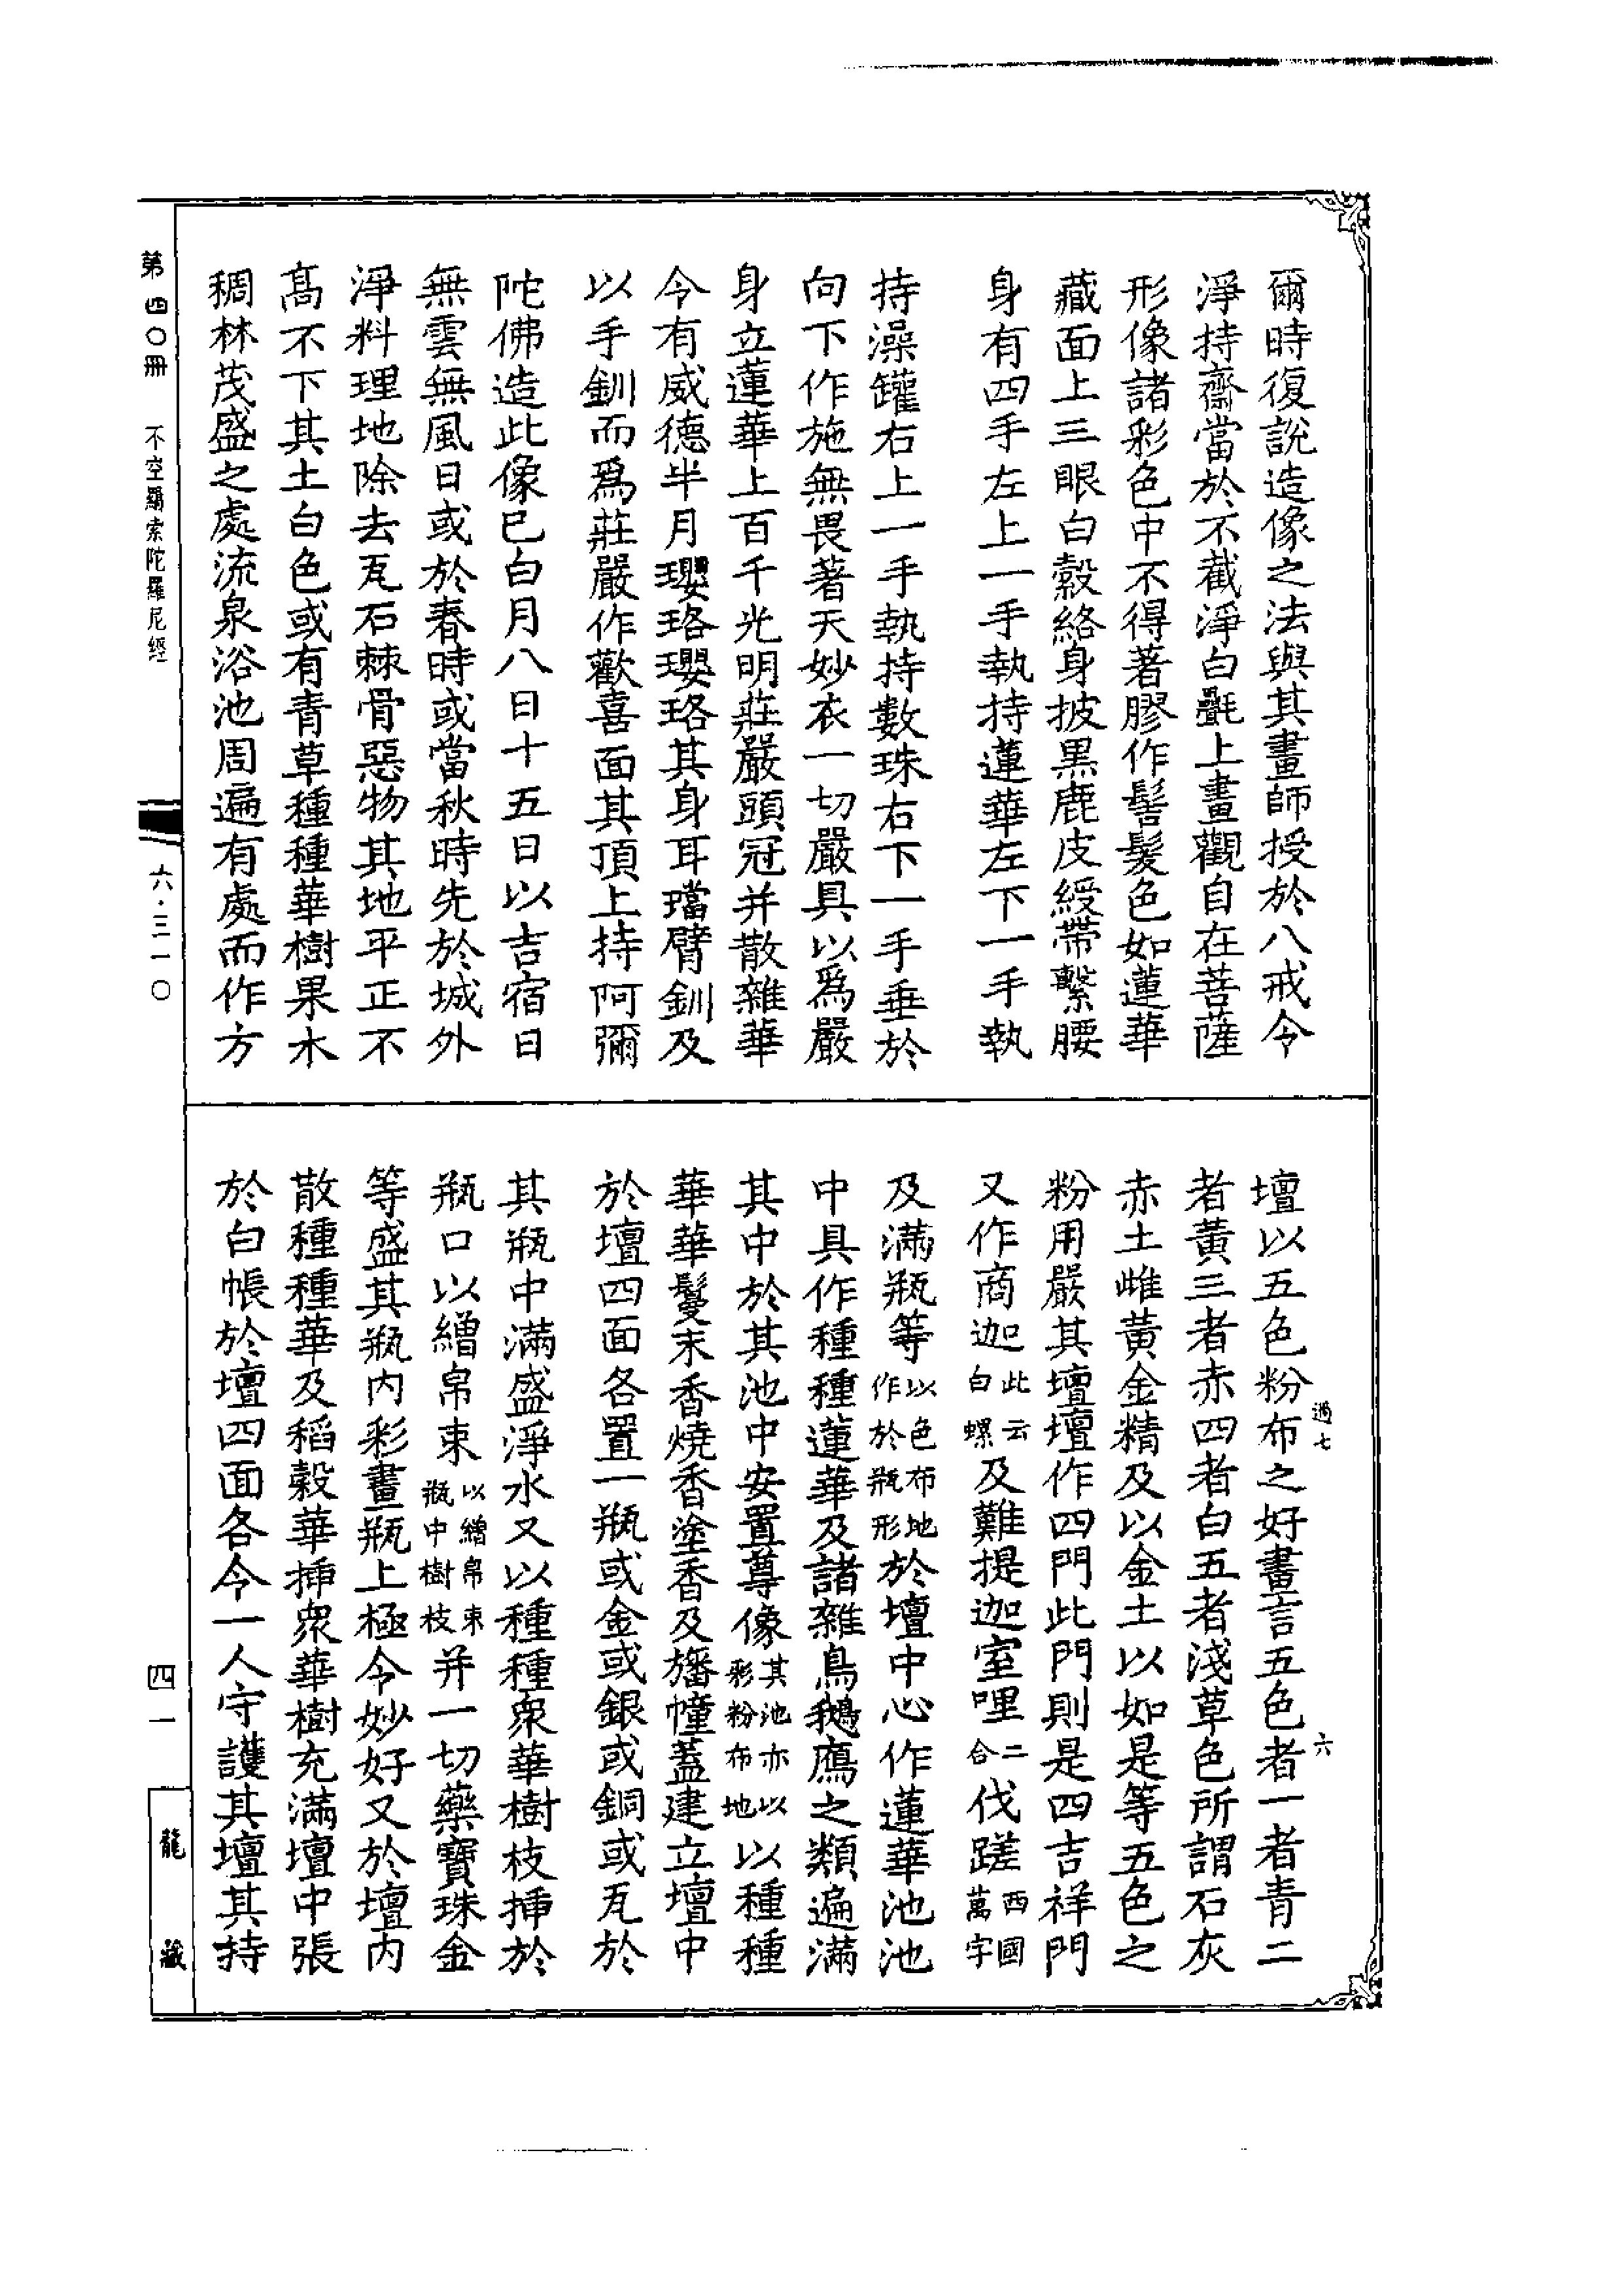 爾時復說造像之法與其畫師授於八戒令
淨持齋當於不截淨白㲲上畫觀自在菩薩
形像諸彩色中不得著膠作髻髮色如蓮華
藏面上三眼白縠絡身披黑鹿皮綬帶繫腰
身有四手左上一手執持蓮華左下一手執
持澡罐右上一手執持數珠右下一手垂於
向下作施無畏著天妙衣一切嚴具以爲嚴
身立蓮華上百千光明莊嚴頭冠并散雜華
今有威德半月瓔珞瓔珞其身耳璫臂釧及
以手釧而爲莊嚴作歡喜面其頂上持阿彌
陀佛造此像已白月八日十五日以吉宿日
無雲無風日或於春時或當秋時先於城外
淨料理地除去瓦石棘骨惡物其地平正不
高不下其土白色或有青草種種華樹果木
稠林茂盛之處流泉浴池周遍有處而作方
壇以五色粉布之好畫言五色者一者青二
者黃三者赤四者白五者淺草色所謂石灰
赤土雌黃金精及以金土以如是等五色之
粉用嚴其壇壇作四門此門則是四吉祥門
又作商迦此云白螺及難提迦室哩二合伐蹉西國萬字
及滿瓶等以色布地作於瓶形於壇中心作蓮華池池
中具作種種蓮華及諸雜鳥鵝鴈之類遍滿
其中於其池中安置尊像其池亦以彩粉布地以種種
華華鬘末香燒香塗香及旛幢蓋建立壇中
於壇四面各置一瓶或金或銀或銅或瓦於
其瓶中滿盛淨水又以種種衆華樹枝揷於
瓶口以繒帛束以繒帛束瓶中樹枝并一切藥寶珠金
等盛其瓶內彩畫瓶上極令妙好又於壇內
散種種華及稻穀華揷衆華樹充滿壇中張
於白帳於壇四面各令一人守護其壇其持
過七
六
第四〇冊 不空羂索陀羅尼經
六·三一〇
四一
龍藏